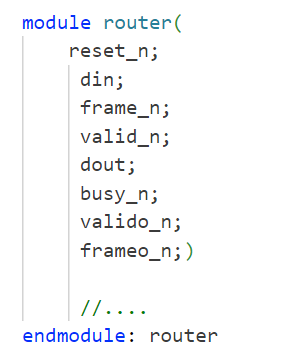 module router(
reset_n;
din;
frame_n;
valid_n;
dout;
busy_n;
valido_n;
frameo_n;)
//....
endmodule: router